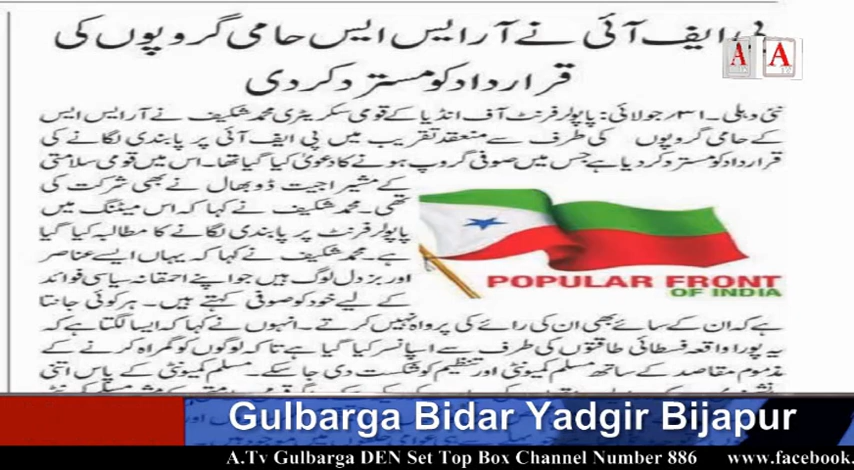 پی ایف آئی نے آر ایس ایس حامی گروپوں کی
قرارداد کو مسترد کر دی
A A
نئی دہلی۔۳۱؍جولائی: پاپولر فرنٹ آف انڈیا کے قومی سکریٹری محمد شکیف نے آر ایس ایس
کے حامی گروپوں کی طرف سے منعقد تقریب میں پی ایف آئی پر پابندی لگانے کی
قرارداد کو مسترد کر دیا ہے جس میں صوفی گروپ ہونے کا دعویٰ کیا گیا تھا۔ اس میں قومی سلامتی
کے مشیر اجیت ڈوبھال نے بھی شرکت کی
تھی۔ محمد شکیف نے کہا کہ اس میٹنگ میں
پاپولر فرنٹ پر پابندی لگانے کا مطالبہ کیا گیا
ہے۔ محمد شکیف نے کہا کہ یہاں ایسے عناصر
اور بزدل لوگ ہیں جو اپنے احمقانہ سیاسی فوائد
کے لیے خود کو صوفی کہتے ہیں۔ ہر کوئی جانتا
POPULAR FRONT
OF INDIA
ہے کہ ان کے سائے بھی ان کی رائے کی پرواہ نہیں کرتے۔ انہوں نے کہا کہ ایسا لگتا ہے کہ
یہ پورا واقعہ فسطائی طاقتوں کی طرف سے اسپانسر کیا گیا ہے تاکہ لوگوں کو گمراہ کرنے کے
مذموم مقاصد کے ساتھ مسلم کمیونٹی اور تنظیم کو شکست دی جا سکے۔ مسلم کمیونٹی کے پاس اتنی
Gulbarga Bidar Yadgir Bijapur
A.Tv Gulbarga DEN Set Top Box Channel Number 886 www.facebook.